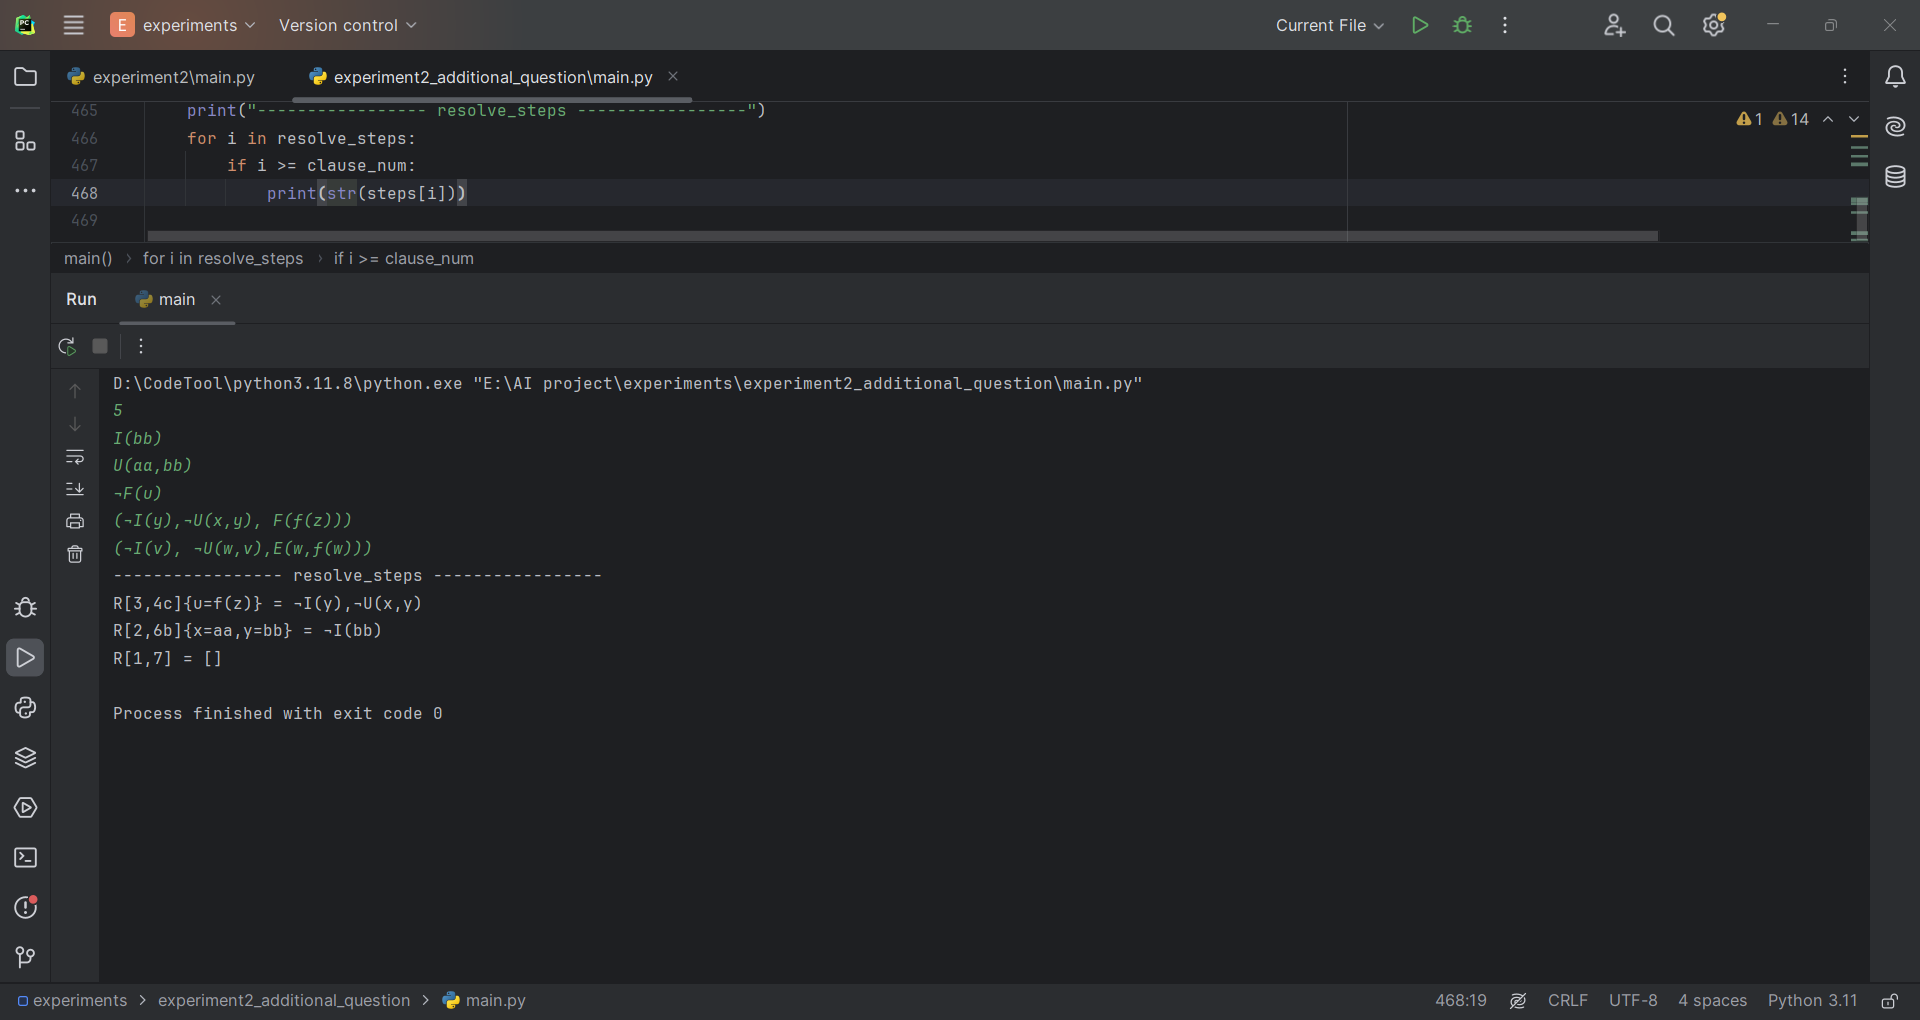 PC
E experiments Version control Current File
experiment2\main.py experiment2_additional_question\main.py
465 print("----------------- resolve_steps -----------------")
466 for i in resolve_steps:
467 if i >= clause_num:
468 print(str(steps[i]))
469
1 14
main() › for i in resolve_steps › if i >= clause_num
Run main
D:\CodeTool\python3.11.8\python.exe "E:\AI project\experiments\experiment2_additional_question\main.py"
5
I(bb)
U(aa,bb)
¬F(u)
(¬I(y),¬U(x,y), F(f(z)))
(¬I(v), ¬U(w,v),E(w,f(w)))
----------------- resolve_steps -----------------
R[3,4c]{u=f(z)} = ¬I(y),¬U(x,y)
R[2,6b]{x=aa,y=bb} = ¬I(bb)
R[1,7] = []
Process finished with exit code 0
experiments › experiment2_additional_question › main.py 468:19 CRLF UTF-8 4 spaces Python 3.11